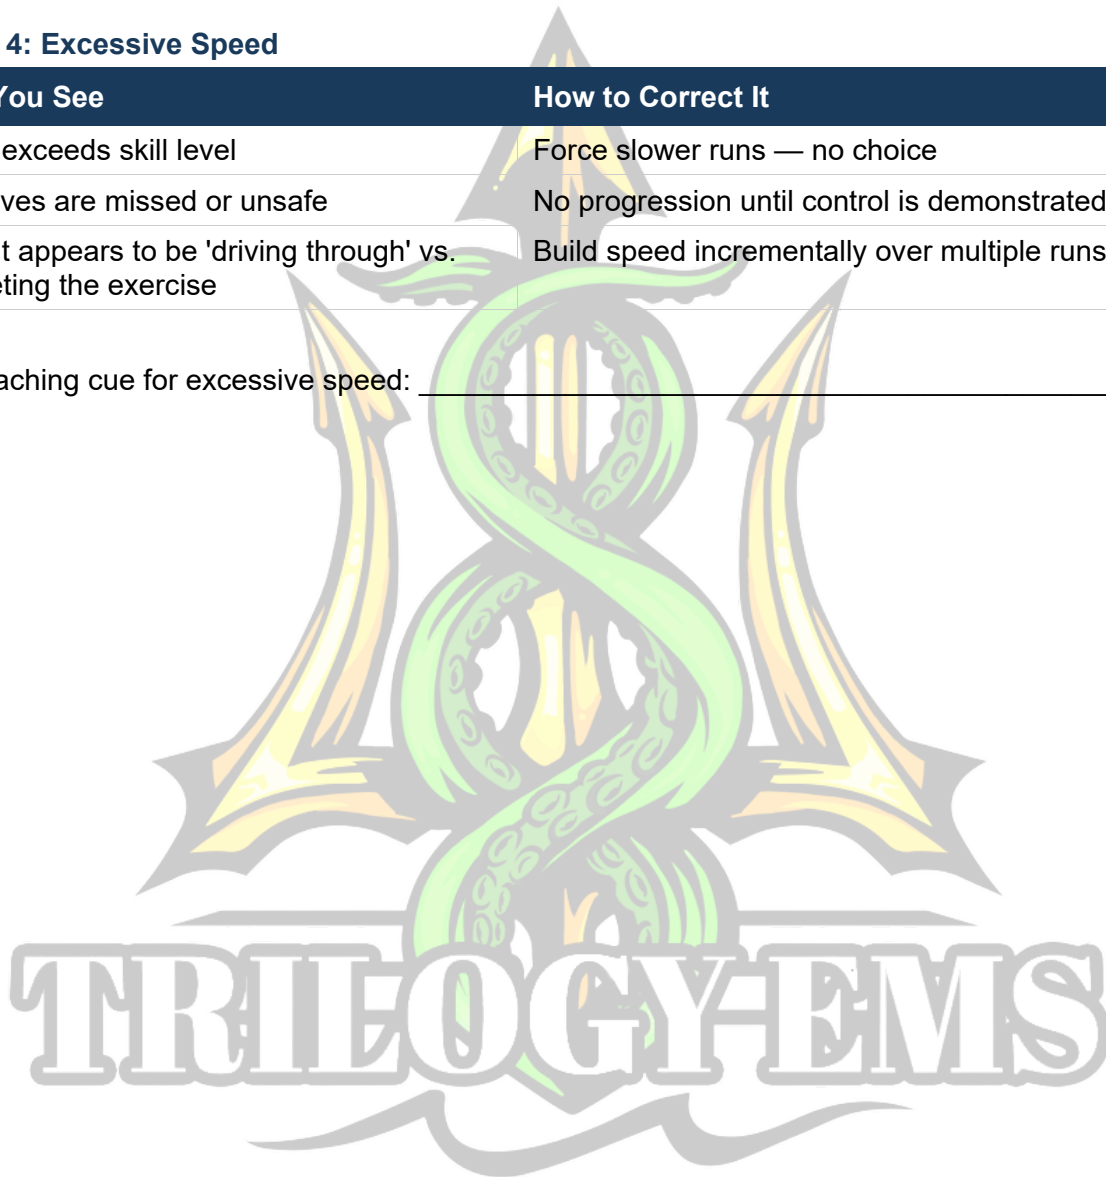 4: Excessive Speed
You See How to Correct It
exceeds skill level Force slower runs — no choice
ves are missed or unsafe No progression until control is demonstrated
t appears to be 'driving through' vs. Build speed incrementally over multiple runs
eting the exercise
aching cue for excessive speed: 
TRILOGY EMS